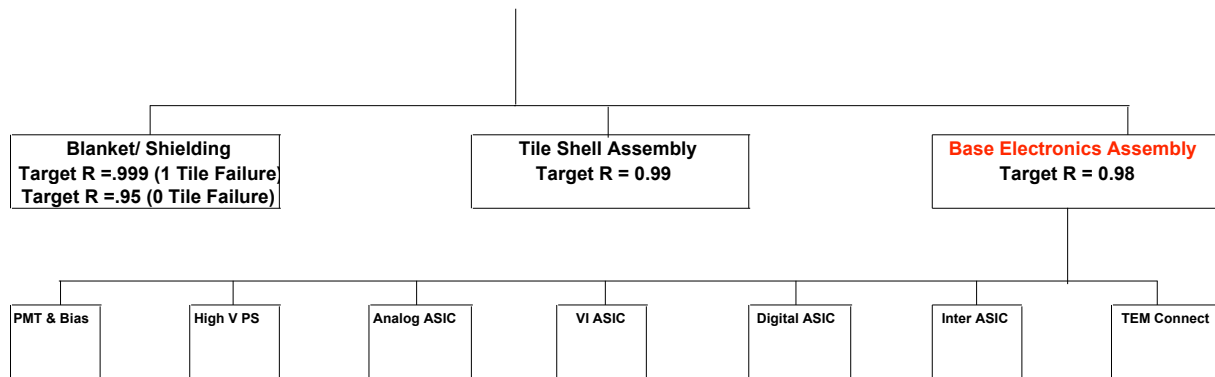 Blanket/ Shielding
Target R =.999 (1 Tile Failure)
Target R =.95 (0 Tile Failure)
Tile Shell Assembly
Target R = 0.99
Base Electronics Assembly
Target R = 0.98
PMT & Bias
High V PS
Analog ASIC
VI ASIC
Digital ASIC
Inter ASIC
TEM Connect